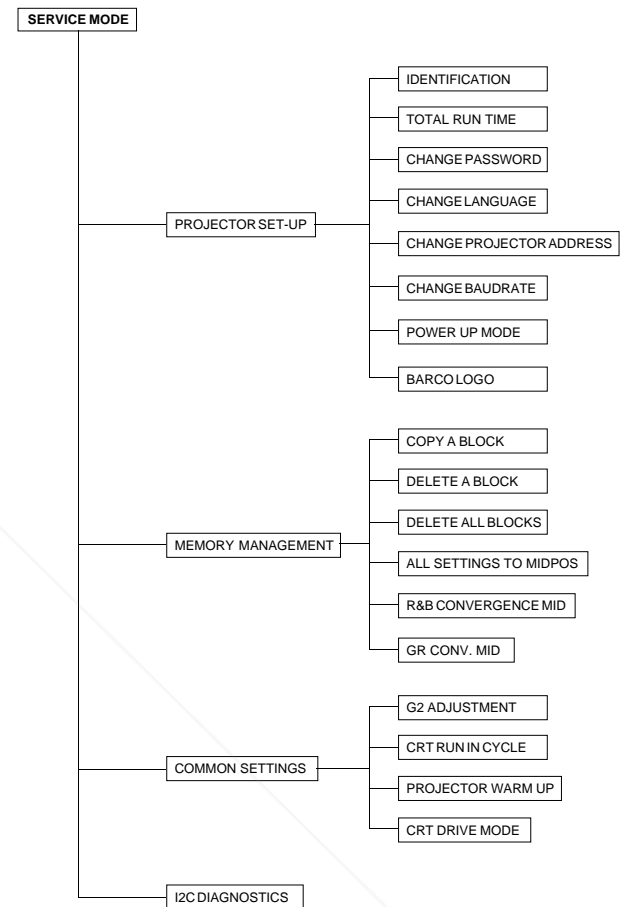 SERVICE MODE
IDENTIFICATION
TOTAL RUN TIME
CHANGE PASSWORD
CHANGE LANGUAGE
PROJECTOR SET-UP
CHANGE PROJECTOR ADDRESS
CHANGE BAUDRATE
POWER UP MODE
BARCO LOGO
COPY A BLOCK
DELETE A BLOCK
DELETE ALL BLOCKS
MEMORY MANAGEMENT
ALL SETTINGS TO MIDPOS
R&B CONVERGENCE MID
GR CONV. MID
G2 ADJUSTMENT
CRT RUN IN CYCLE
COMMON SETTINGS
PROJECTOR WARM UP
CRT DRIVE MODE
I2C DIAGNOSTICS